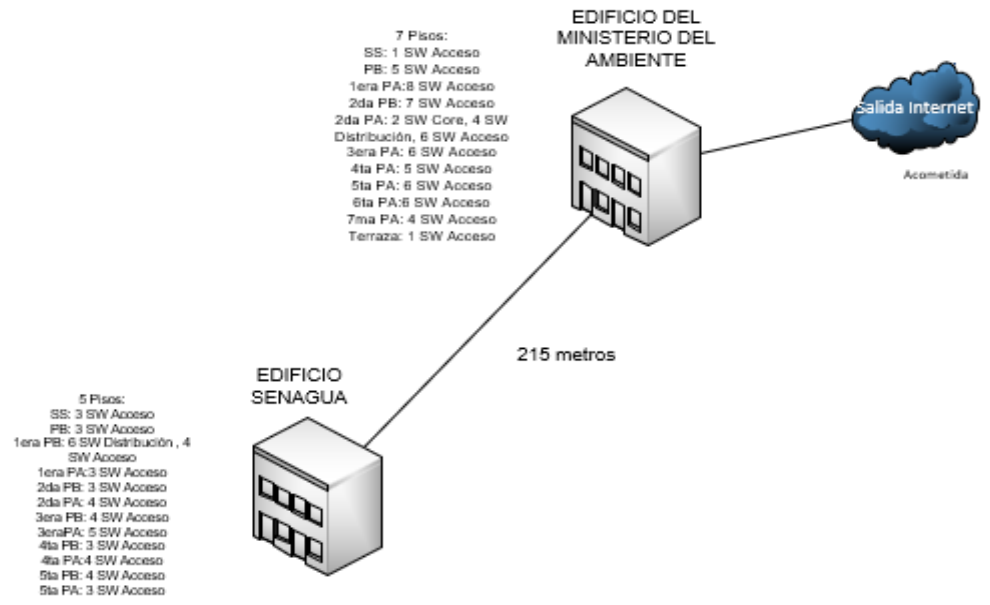 EDIFICIO DEL
MINISTERIO DEL
AMBIENTE
7 Pisos:
SS: 1 SW Acceso
PB: 5 SW Acceso
1era PA:8 SW Acceso
2da PB: 7 SW Acceso
2da PA: 2 SW Core, 4 SW
Distribución, 6 SW Acceso
3era PA: 6 SW Acceso
4ta PA: 5 SW Acceso
5ta PA: 6 SW Acceso
6ta PA:6 SW Acceso
7ma PA: 4 SW Acceso
Terraza: 1 SW Acceso
Salida Internet
Acometida
215 metros
EDIFICIO
SENAGUA
5 Pisos:
SS: 3 SW Acceso
PB: 3 SW Acceso
1era PB: 6 SW Distribución , 4
SW Acceso
1era PA:3 SW Acceso
2da PB: 3 SW Acceso
2da PA: 4 SW Acceso
3era PB: 4 SW Acceso
3eraPA: 5 SW Acceso
4ta PB: 3 SW Acceso
4ta PA:4 SW Acceso
5ta PB: 4 SW Acceso
5ta PA: 3 SW Acceso